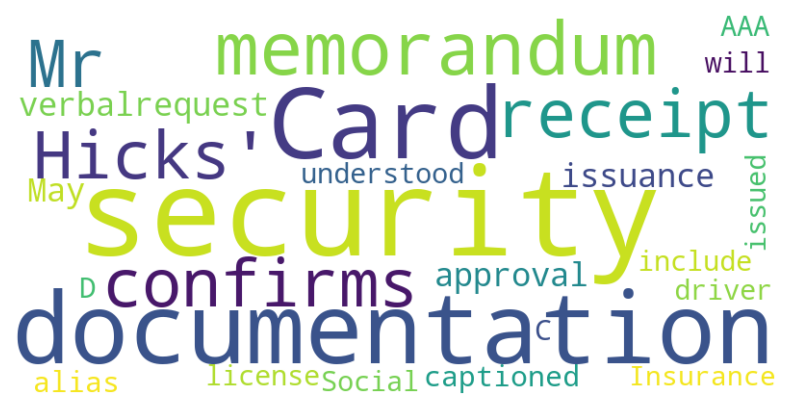 AAA
memorandum
Mr
will
Card
receipt
verbalrequest
Hicks'
understood
issuance
May
security
issued
include
confirms
approval
D
driver
documentation
C
captioned
license
Social
Insurance
alias